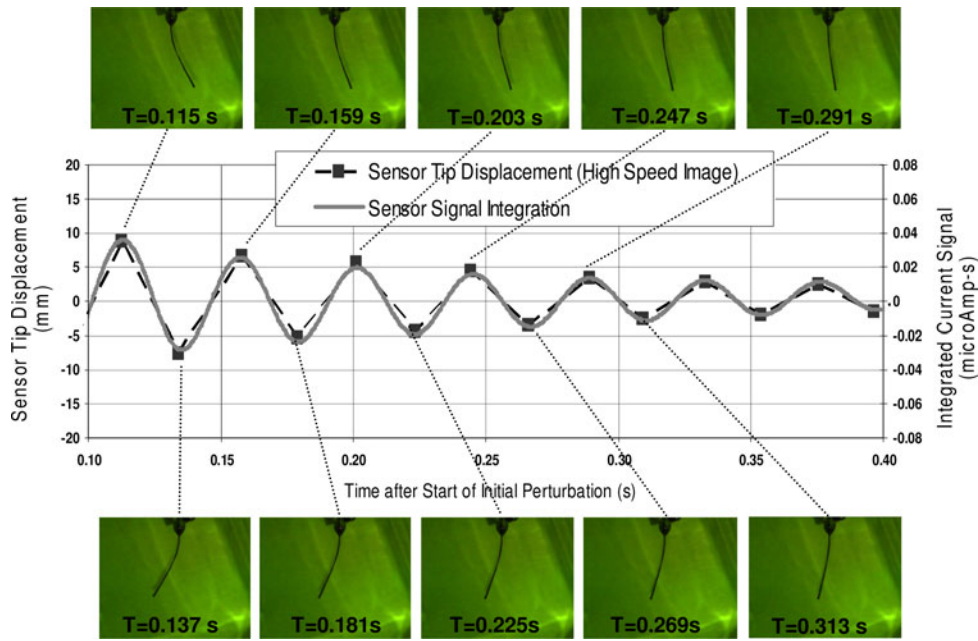 T=0.115 s
T=0.159 s
T=0.203 s
T=0.247 s
T=0.291 s
Sensor Tip Displacement (High Speed Image)
Sensor Signal Integration
Sensor Tip Displacement
(mm)
20
15
10
5
0
-5
-10
-15
-20
0.08
0.06
0.04
0.02
0
-0.02
-0.04
-0.06
-0.08
Integrated Current Signal
(microAmp-s)
0.10
0.15
0.20
0.25
0.30
0.35
0.40
Time after Start of Initial Perturbation (s)
T=0.137 s
T=0.181s
T=0.225s
T=0.269s
T=0.313 s